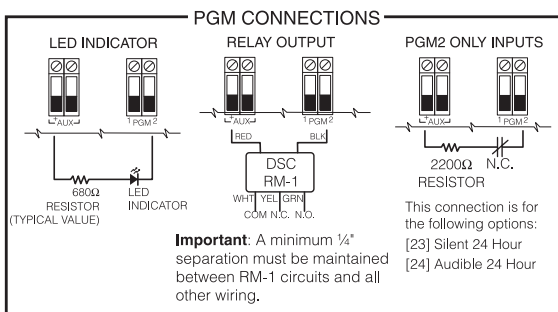 PGM CONNECTIONS
LED INDICATOR
+AUX-
1 PGM 2
680Ω
RESISTOR
(TYPICAL VALUE)
LED
INDICATOR
RELAY OUTPUT
+AUX-
1 PGM 2
RED
BLK
DSC
RM-1
WHT YEL GRN
COM N.C. N.O.
Important: A minimum ¼"
separation must be maintained
between RM-1 circuits and all
other wiring.
PGM2 ONLY INPUTS
+AUX-
1 PGM 2
2200Ω N.C.
RESISTOR
This connection is for
the following options:
[23] Silent 24 Hour
[24] Audible 24 Hour